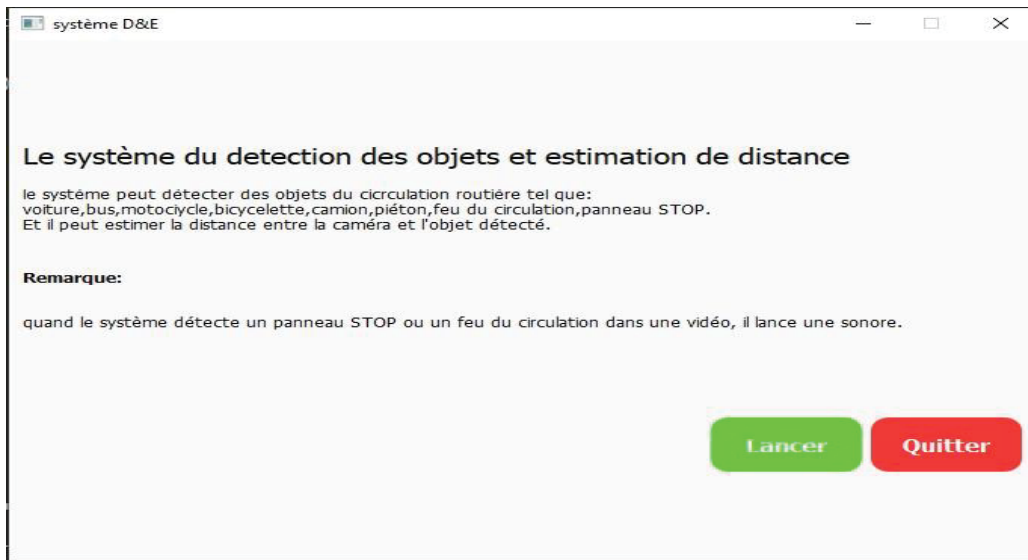 système D&E
Le système du detection des objets et estimation de distance
le systéme peut détecter des objets du cicrculation routiére tel que:
voiture,bus,motociycle,bicycelette,camion,piéton,feu du circulation,panneau STOP.
Et il peut estimer la distance entre la caméra et l'objet détecté.
Remarque:
quand le système détecte un panneau STOP ou un feu du circulation dans une vidéo, il lance une sonore.
Lancer
Quitter